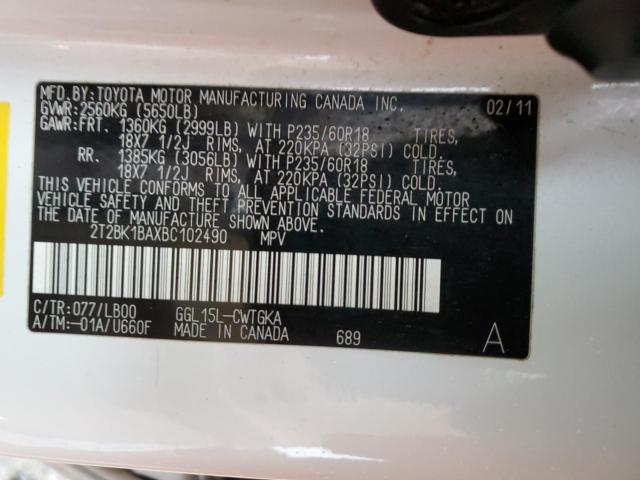 MFD.BY:TOYOTA MOTOR MANUFACTURING CANADA INC. 02/11
GVWR:2560KG (5650LB)
GAWR:FRT. 1360KG (2999LB) WITH P235/60R18 TIRES,
18X7 1/2J RIMS, AT 220KPA (32PSI) COLD.
RR. 1385KG (3056LB) WITH P235/60R18 TIRES,
18X7 1/2J RIMS, AT 220KPA (32PSI) COLD.
THIS VEHICLE CONFORMS TO ALL APPLICABLE FEDERAL MOTOR
VEHICLE SAFETY AND THEFT PREVENTION STANDARDS IN EFFECT ON
THE DATE OF MANUFACTURE SHOWN ABOVE.
2T2BK1BAXBC102490 MPV
C/TR:077/LB00 GGL15L-CWTGKA
A/TM:-01A/U660F MADE IN CANADA 689 A